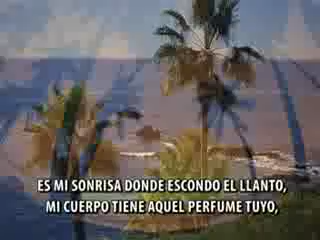 ES MI SONRISA DONDE ESCONDO EL LLANTO,
MI CUERPO TIENE AQUEL PERFUME TUYO,